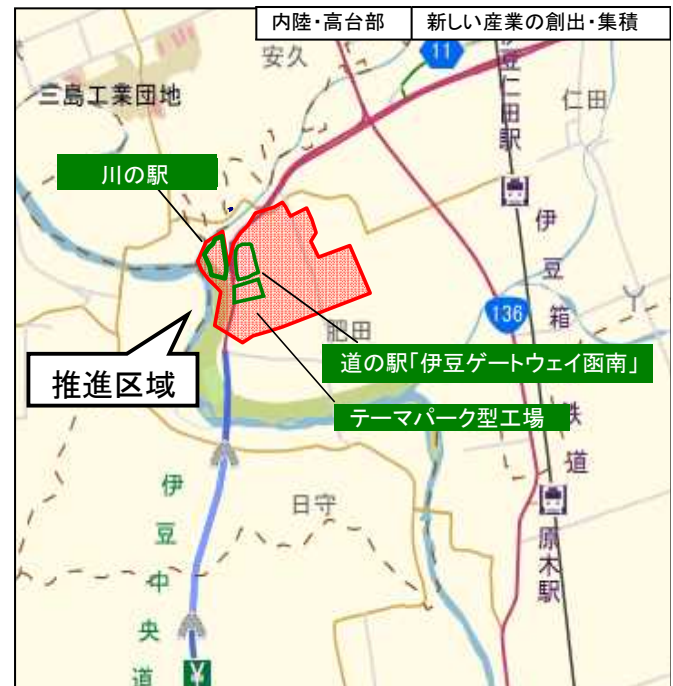 内陸・高台部
新しい産業の創出・集積
安久
11
三島工業団地
伊豆仁田駅
仁田
川の駅
伊豆箱鉄道
136
肥田
道の駅「伊豆ゲートウェイ函南」
推進区域
テーマパーク型工場
日守
原木駅
伊豆中央道
¥